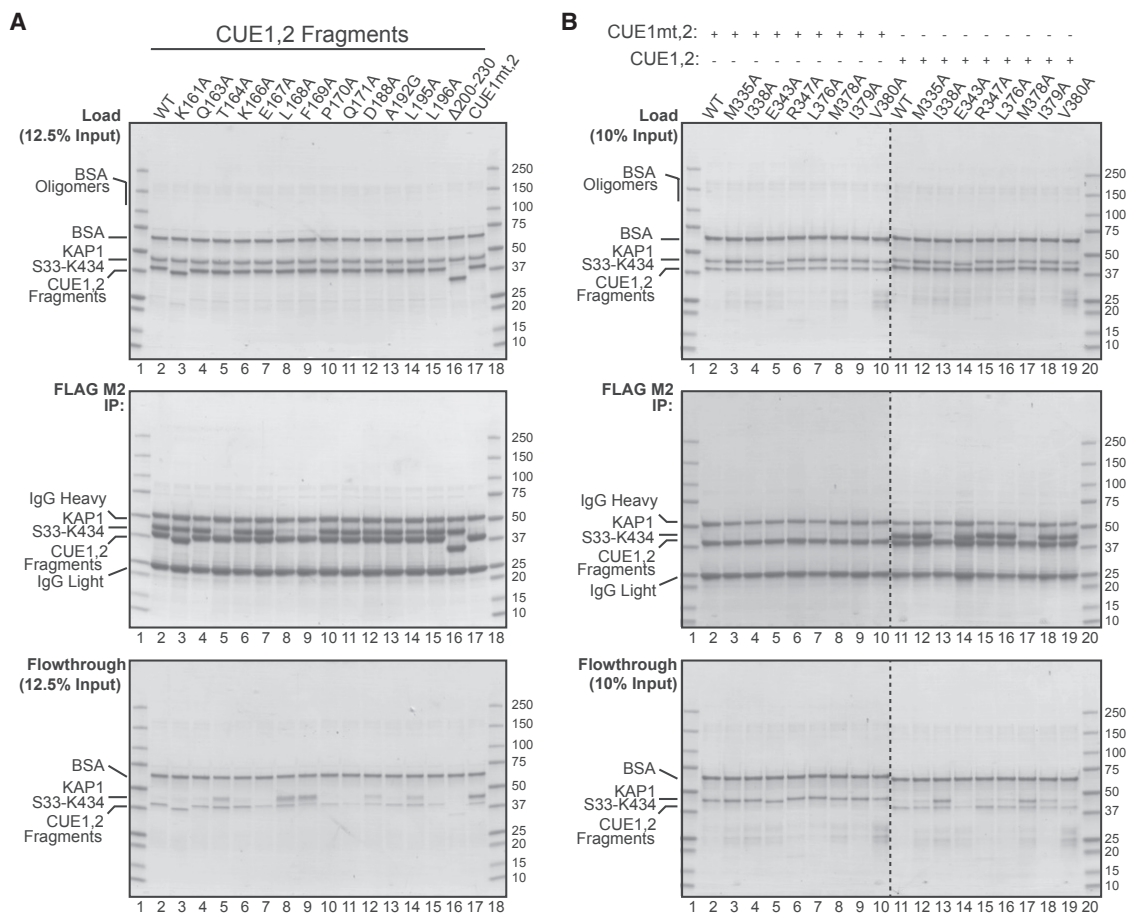 A
CUE1,2 Fragments
WT K161A Q163A T164A K166A E167A L168A F169A P170A Q171A D188A A192G L195A L196A Δ200-230 CUE1mt,2
Load
(12.5% Input)
BSA
Oligomers
BSA
KAP1
S33-K434
CUE1,2
Fragments
250
150
100
75
50
37
25
20
15
10
1 2 3 4 5 6 7 8 9 10 11 12 13 14 15 16 17 18
FLAG M2
IP:
IgG Heavy
KAP1
S33-K434
CUE1,2
Fragments
IgG Light
250
150
100
75
50
37
25
20
15
10
1 2 3 4 5 6 7 8 9 10 11 12 13 14 15 16 17 18
Flowthrough
(12.5% Input)
BSA
KAP1
S33-K434
CUE1,2
Fragments
250
150
100
75
50
37
25
20
15
10
1 2 3 4 5 6 7 8 9 10 11 12 13 14 15 16 17 18
B
CUE1mt,2: + + + + + + + + + - - - - - - - - -
CUE1,2: - - - - - - - - - + + + + + + + + +
WT M335A I338A E343A R347A L376A M378A I379A V380A WT M335A I338A E343A R347A L376A M378A I379A V380A
Load
(10% Input)
BSA
Oligomers
BSA
KAP1
S33-K434
CUE1,2
Fragments
250
150
100
75
50
37
25
20
15
10
1 2 3 4 5 6 7 8 9 10 11 12 13 14 15 16 17 18 19 20
FLAG M2
IP:
IgG Heavy
KAP1
S33-K434
CUE1,2
Fragments
IgG Light
250
150
100
75
50
37
25
20
15
10
1 2 3 4 5 6 7 8 9 10 11 12 13 14 15 16 17 18 19 20
Flowthrough
(10% Input)
BSA
KAP1
S33-K434
CUE1,2
Fragments
250
150
100
75
50
37
25
20
15
10
1 2 3 4 5 6 7 8 9 10 11 12 13 14 15 16 17 18 19 20